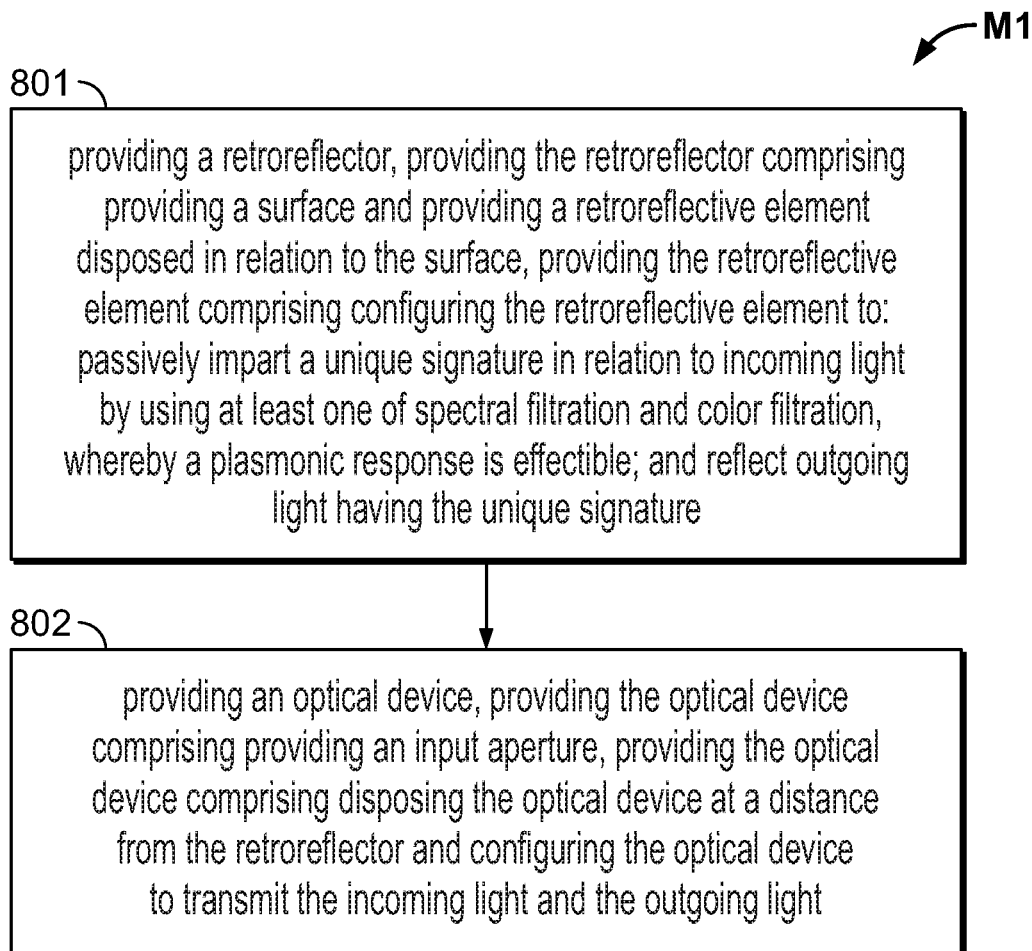 M1
801
providing a retroreflector, providing the retroreflector comprising
providing a surface and providing a retroreflective element
disposed in relation to the surface, providing the retroreflective
element comprising configuring the retroreflective element to:
passively impart a unique signature in relation to incoming light
by using at least one of spectral filtration and color filtration,
whereby a plasmonic response is effectible; and reflect outgoing
light having the unique signature
802
providing an optical device, providing the optical device
comprising providing an input aperture, providing the optical
device comprising disposing the optical device at a distance
from the retroreflector and configuring the optical device
to transmit the incoming light and the outgoing light